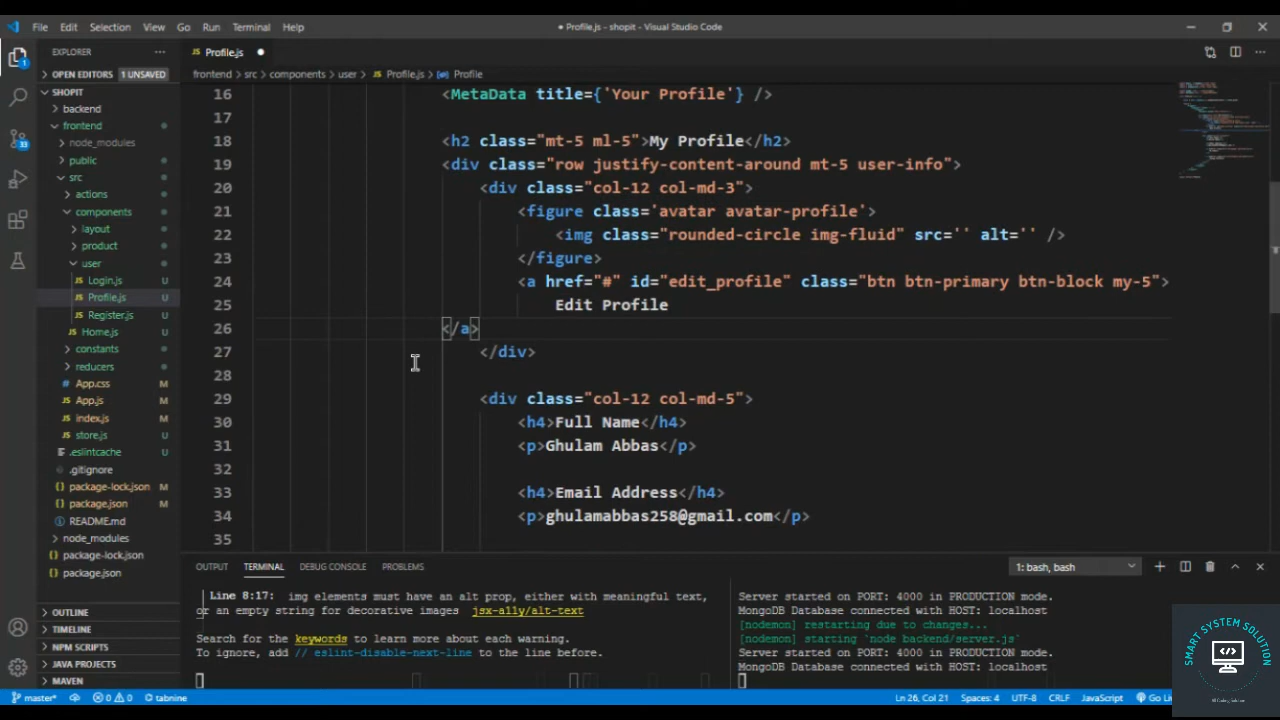 File Edit Selection View Go Run Terminal Help
● Profile.js - shopit - Visual Studio Code
EXPLORER
OPEN EDITORS 1 UNSAVED
SHOPIT
backend
frontend
node_modules
public
src
actions
components
layout
product
user
Login.js U
Profile.js U
Register.js U
Home.js U
constants
reducers
App.css M
App.js M
index.js M
store.js U
.eslintcache U
.gitignore
package-lock.json M
package.json M
README.md
node_modules
package-lock.json
package.json
OUTLINE
TIMELINE
NPM SCRIPTS
JAVA PROJECTS
MAVEN
JS Profile.js ●
frontend > src > components > user > JS Profile.js > Profile
16 <MetaData title={'Your Profile'} />
17
18 <h2 class="mt-5 ml-5">My Profile</h2>
19 <div class="row justify-content-around mt-5 user-info">
20 <div class="col-12 col-md-3">
21 <figure class='avatar avatar-profile'>
22 <img class="rounded-circle img-fluid" src='' alt='' />
23 </figure>
24 <a href="#" id="edit_profile" class="btn btn-primary btn-block my-5">
25 Edit Profile
26 </a>
27 </div>
28
29 <div class="col-12 col-md-5">
30 <h4>Full Name</h4>
31 <p>Ghulam Abbas</p>
32
33 <h4>Email Address</h4>
34 <p>ghulamabbas258@gmail.com</p>
35
OUTPUT TERMINAL DEBUG CONSOLE PROBLEMS
1: bash, bash
Line 8:17: img elements must have an alt prop, either with meaningful text,
or an empty string for decorative images jsx-a11y/alt-text
Search for the keywords to learn more about each warning.
To ignore, add // eslint-disable-next-line to the line before.
Server started on PORT: 4000 in PRODUCTION mode.
MongoDB Database connected with HOST: localhost
[nodemon] restarting due to changes...
[nodemon] starting `node backend/server.js`
Server started on PORT: 4000 in PRODUCTION mode.
MongoDB Database connected with HOST: localhost
SMART SYSTEM SOLUTION
master* 0 0 tabnine
Ln 26, Col 21 Spaces: 4 UTF-8 CRLF JavaScript Go Liv